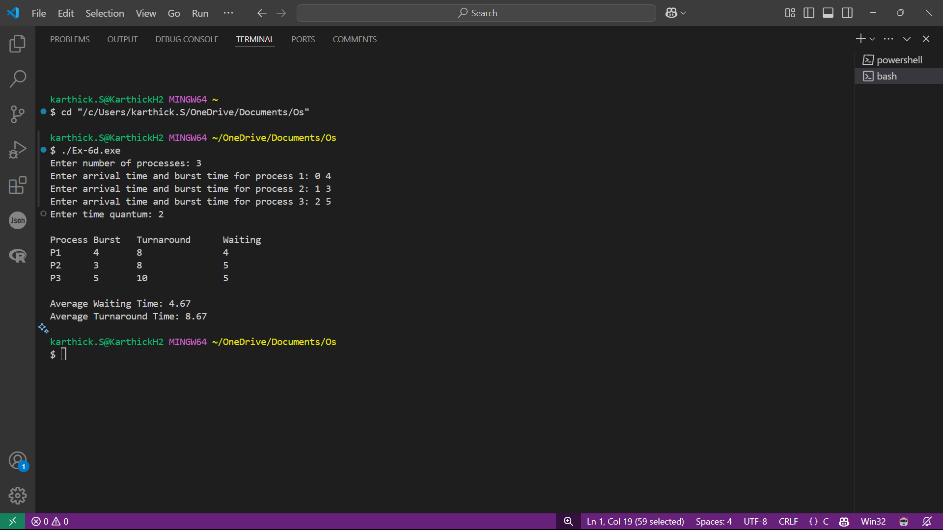 File Edit Selection View Go Run ··· Search
PROBLEMS OUTPUT DEBUG CONSOLE TERMINAL PORTS COMMENTS
powershell
bash
karthick.S@KarthickH2 MINGW64 ~
$ cd "/c/Users/karthick.S/OneDrive/Documents/Os"
karthick.S@KarthickH2 MINGW64 ~/OneDrive/Documents/Os
$ ./Ex-6d.exe
Enter number of processes: 3
Enter arrival time and burst time for process 1: 0 4
Enter arrival time and burst time for process 2: 1 3
Enter arrival time and burst time for process 3: 2 5
Enter time quantum: 2
Process Burst Turnaround Waiting
P1 4 8 4
P2 3 8 5
P3 5 10 5
Average Waiting Time: 4.67
Average Turnaround Time: 8.67
karthick.S@KarthickH2 MINGW64 ~/OneDrive/Documents/Os
$
Json
R
1
0 0 Ln 1, Col 19 (59 selected) Spaces: 4 UTF-8 CRLF {} C Win32